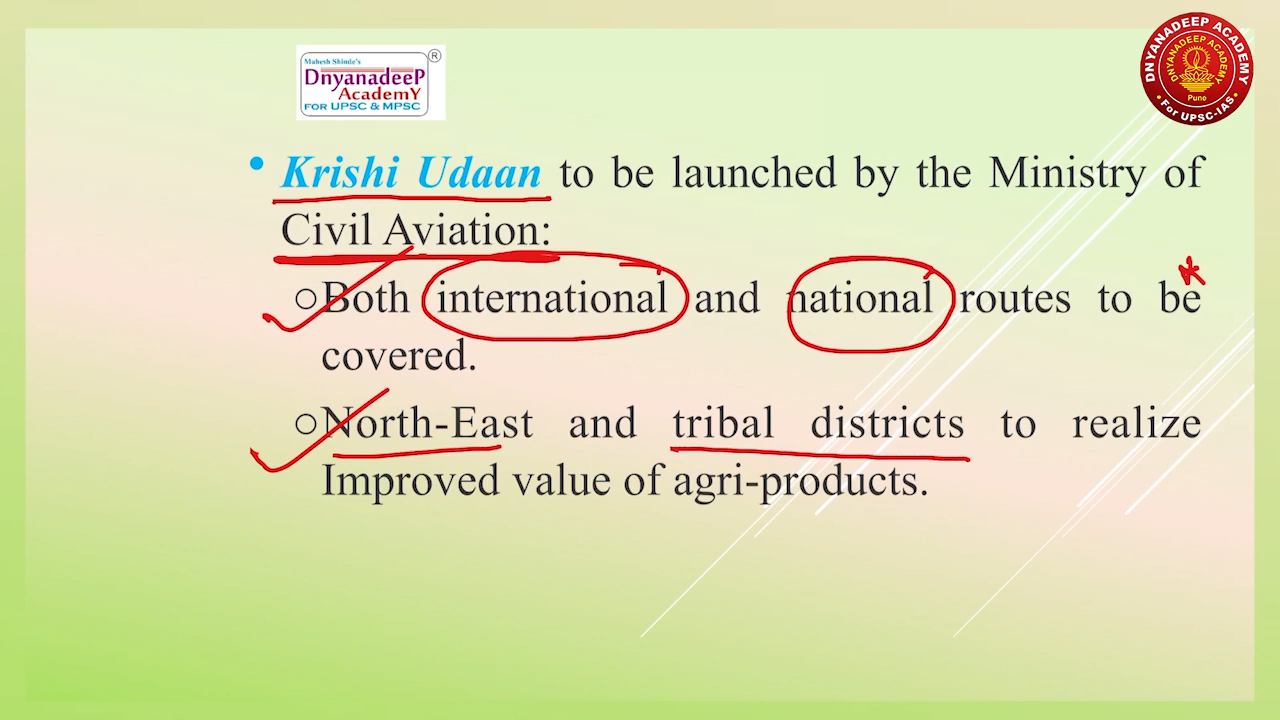 Mahesh Shinde's
DnyanadeeP
AcademY
FOR UPSC & MPSC
®
DNYANADEEP ACADEMY
DNYANADEEP ACADEMY
Pune
• For UPSC-IAS •
• Krishi Udaan to be launched by the Ministry of
Civil Aviation:
○Both international and national routes to be
covered.
○North-East and tribal districts to realize
Improved value of agri-products.